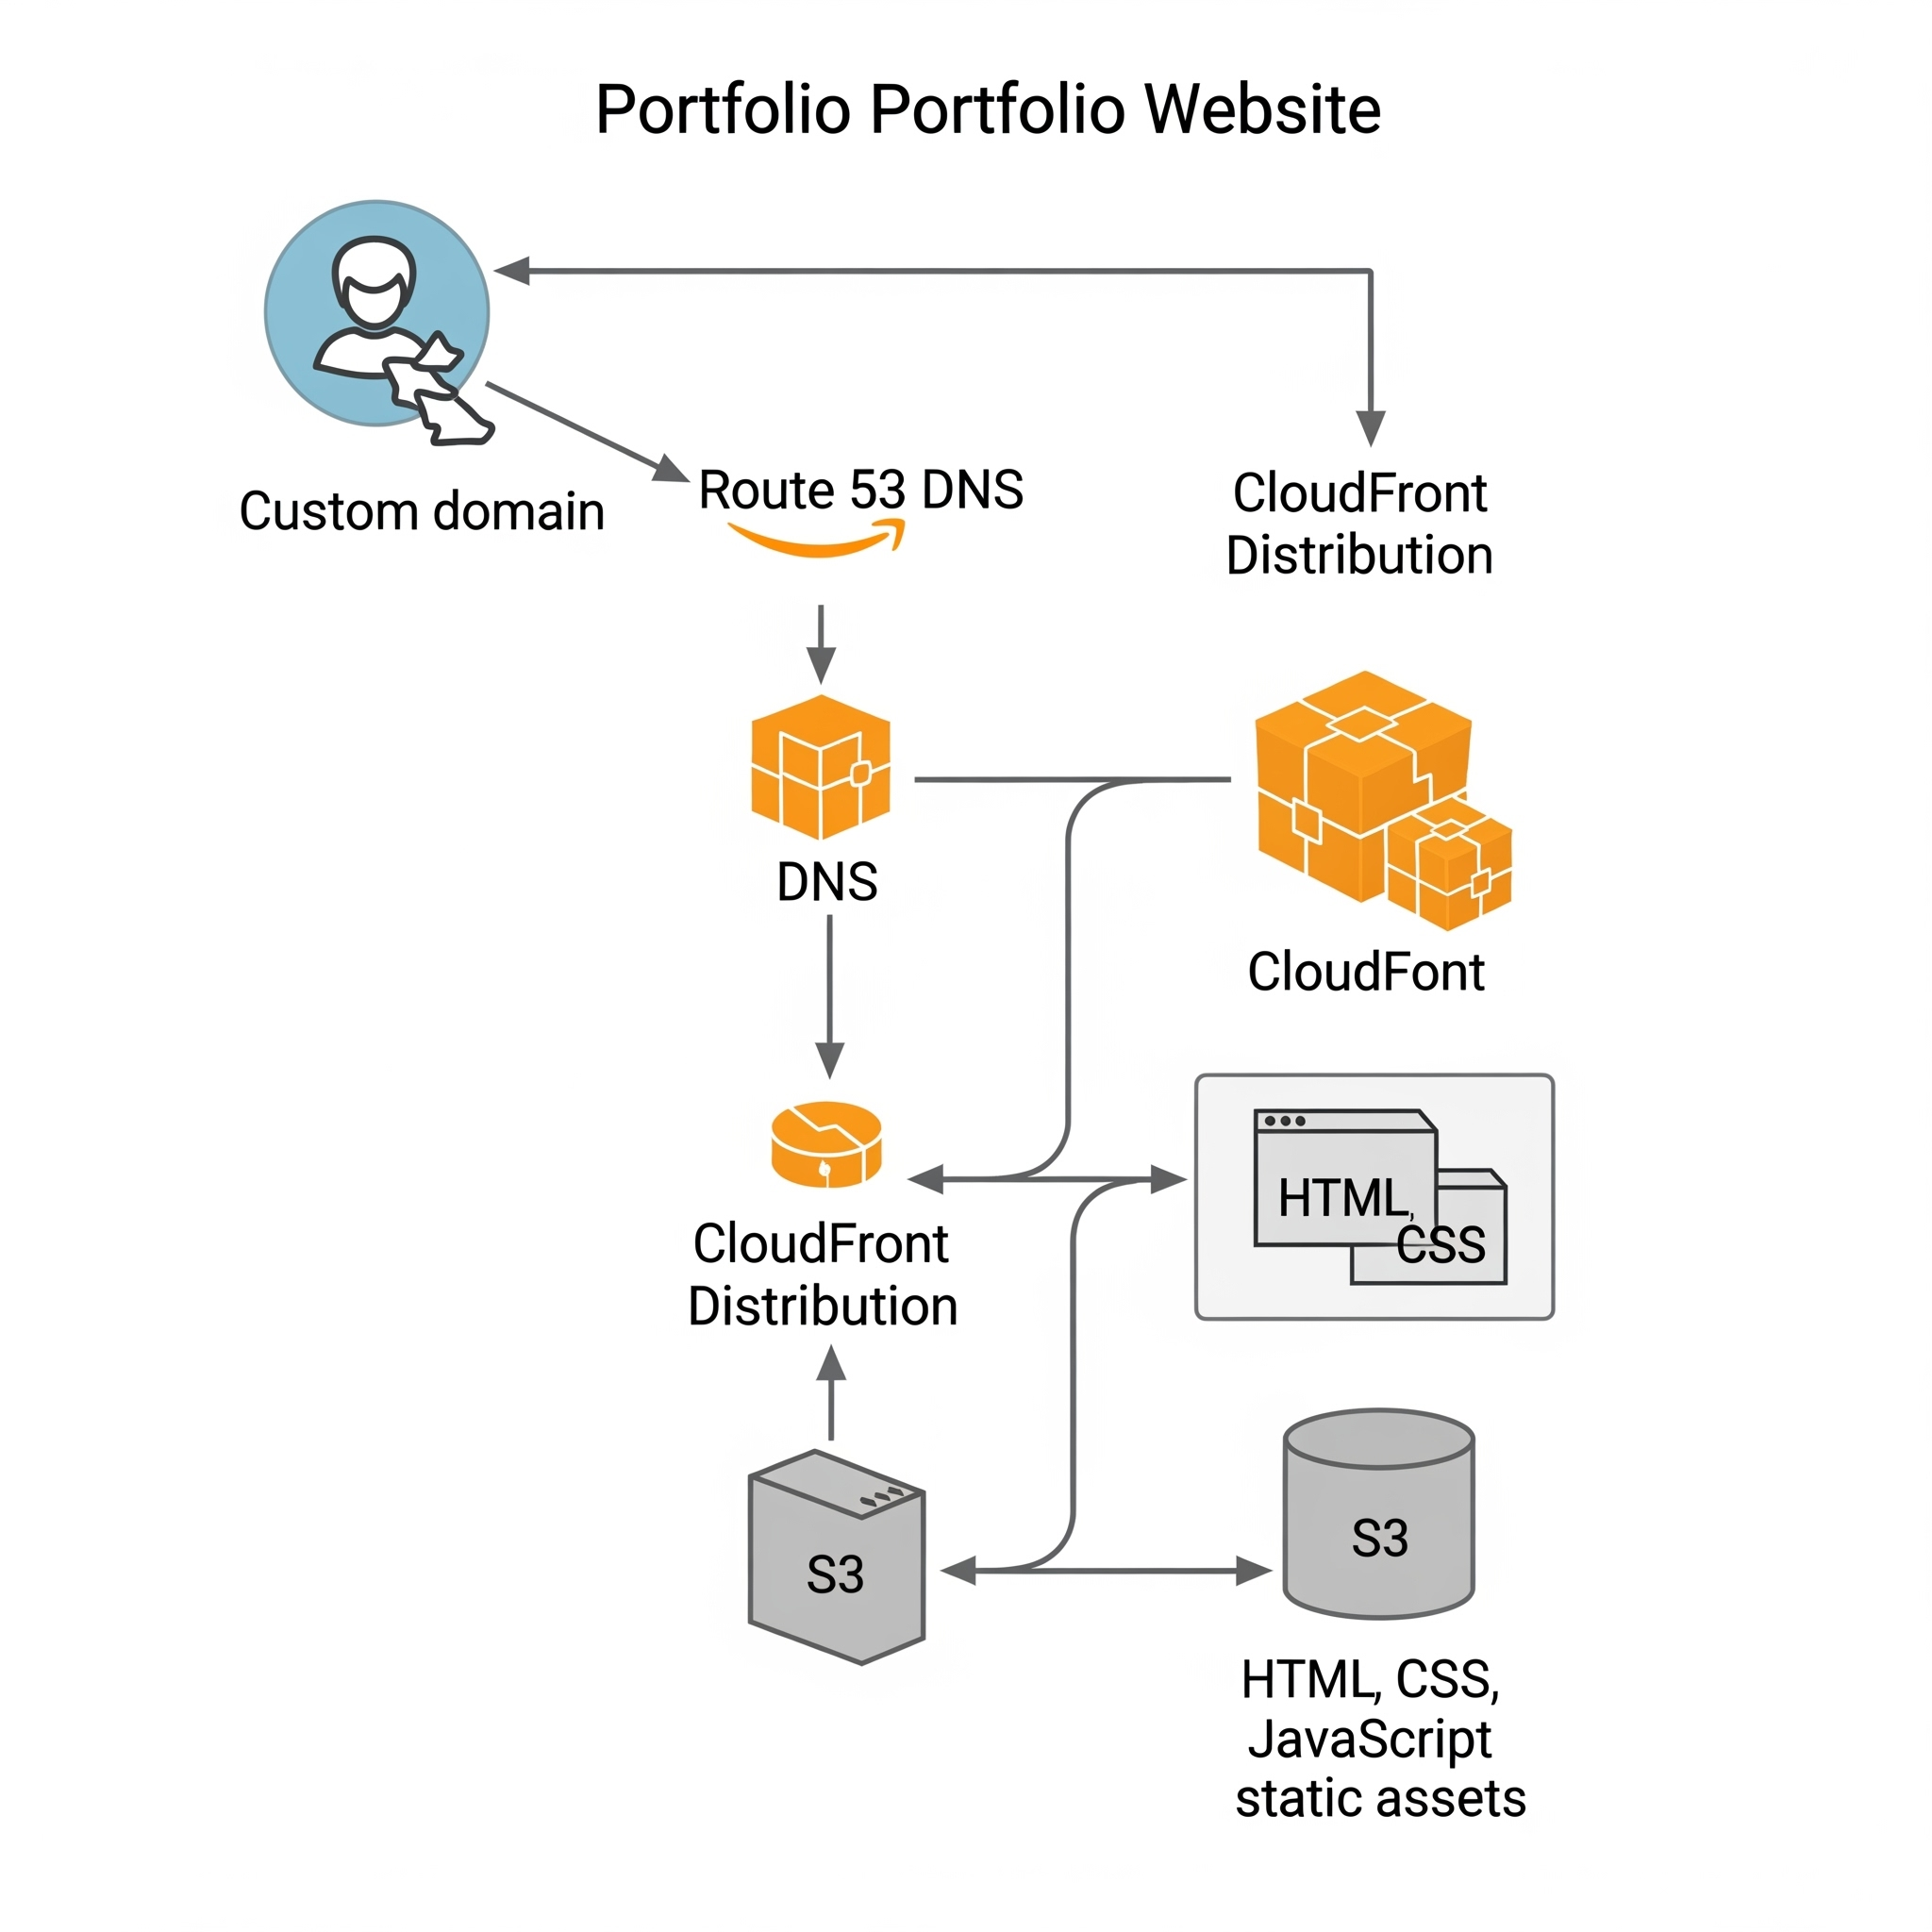 Portfolio Portfolio Website
Custom domain
Route 53 DNS
CloudFront
Distribution
DNS
CloudFont
CloudFront
Distribution
HTML,
CSS
S3
S3
HTML, CSS,
JavaScript
static assets